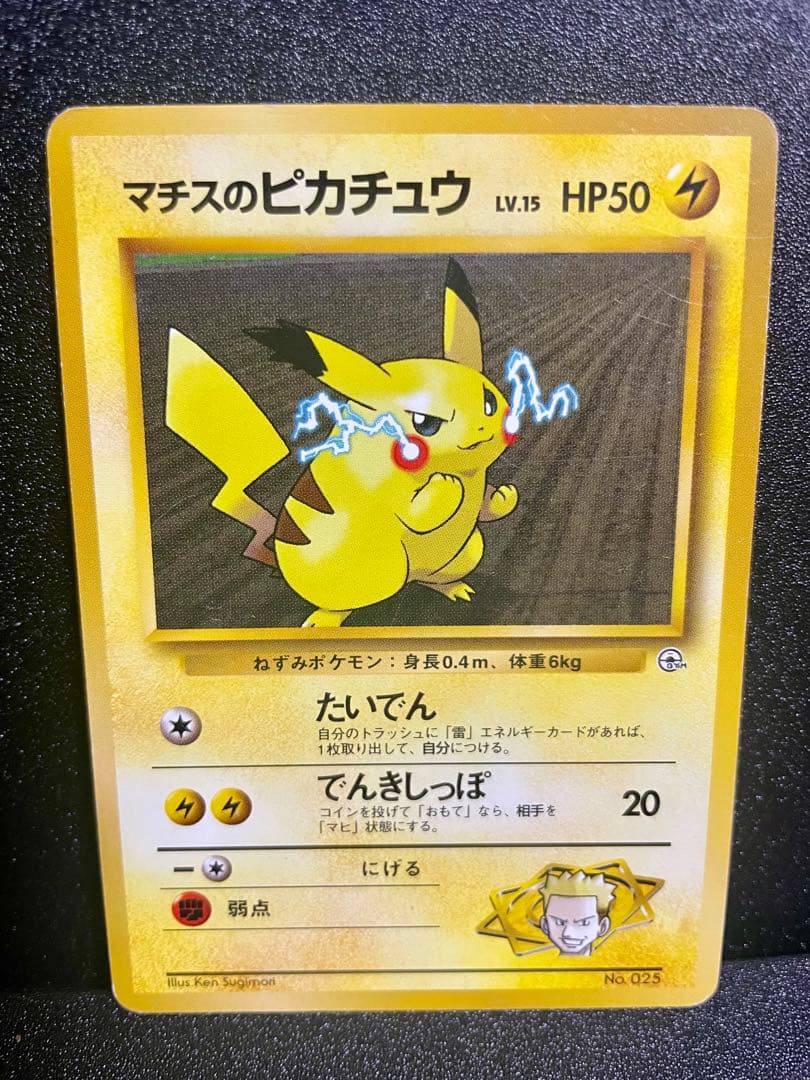 マチスのピカチュウ LV.15 HP50
ねずみポケモン：身長0.4m、体重6kg
GYM
たいでん
自分のトラッシュに「雷」エネルギーカードがあれば、
1枚取り出して、自分につける。
でんきしっぽ 20
コインを投げて「おもて」なら、相手を
「マヒ」状態にする。
ー にげる
弱点
Illus.Ken Sugimori No. 025